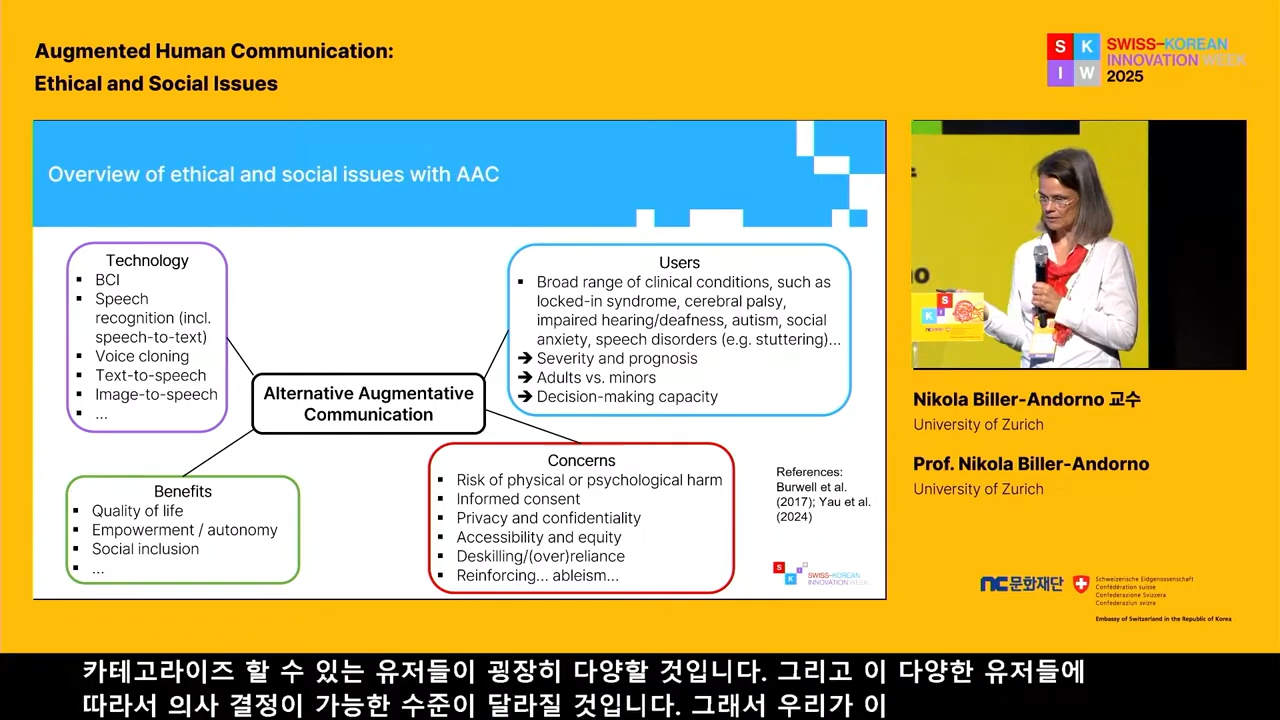 Augmented Human Communication:
Ethical and Social Issues
S K
I W
SWISS-KOREAN
INNOVATION WEEK
2025
Overview of ethical and social issues with AAC
Technology
▪ BCI
▪ Speech
recognition (incl.
speech-to-text)
▪ Voice cloning
▪ Text-to-speech
▪ Image-to-speech
▪ ...
Users
▪ Broad range of clinical conditions, such as
locked-in syndrome, cerebral palsy,
impaired hearing/deafness, autism, social
anxiety, speech disorders (e.g. stuttering)...
➔ Severity and prognosis
➔ Adults vs. minors
➔ Decision-making capacity
Alternative Augmentative
Communication
Benefits
▪ Quality of life
▪ Empowerment / autonomy
▪ Social inclusion
▪ ...
Concerns
▪ Risk of physical or psychological harm
▪ Informed consent
▪ Privacy and confidentiality
▪ Accessibility and equity
▪ Deskilling/(over)reliance
▪ Reinforcing... ableism...
References:
Burwell et al.
(2017); Yau et al.
(2024)
S
K I
SWISS-KOREAN
INNOVATION WEEK
S
K I
Nikola Biller-Andorno 교수
University of Zurich
Prof. Nikola Biller-Andorno
University of Zurich
NC문화재단
Schweizerische Eidgenossenschaft
Confédération suisse
Confederazione Svizzera
Confederaziun svizra
Embassy of Switzerland in the Republic of Korea
카테고라이즈 할 수 있는 유저들이 굉장히 다양할 것입니다. 그리고 이 다양한 유저들에
따라서 의사 결정이 가능한 수준이 달라질 것입니다. 그래서 우리가 이